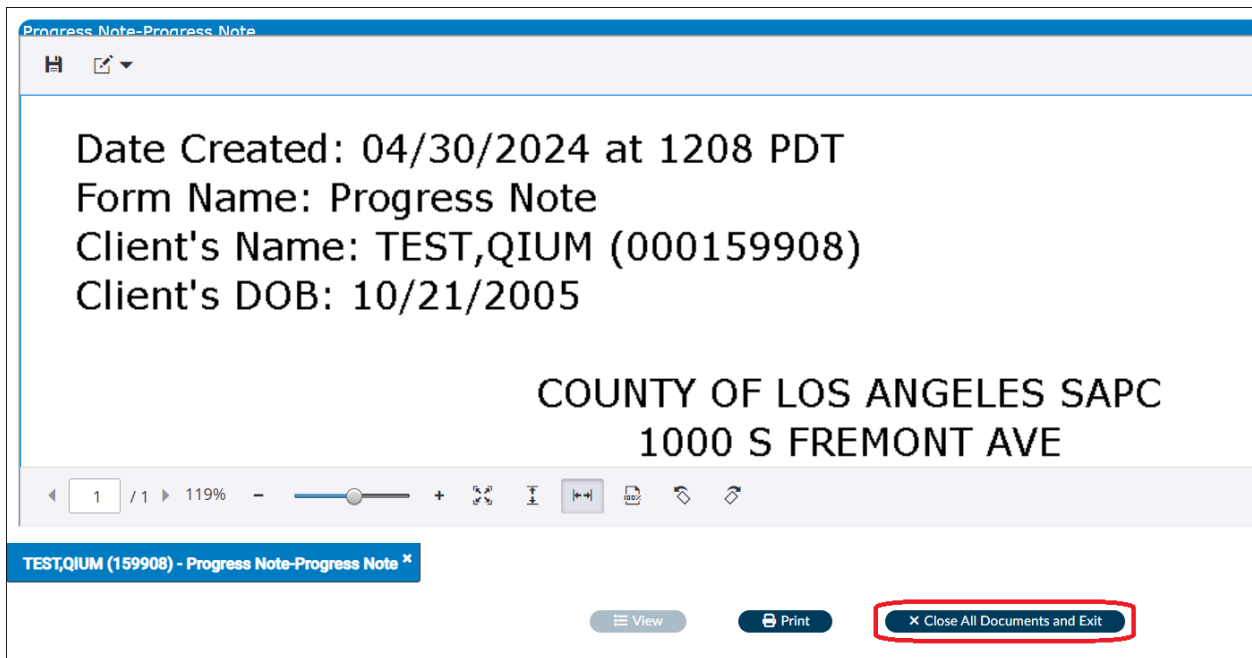 Progress Note-Progress Note
Date Created: 04/30/2024 at 1208 PDT
Form Name: Progress Note
Client's Name: TEST,QIUM (000159908)
Client's DOB: 10/21/2005
COUNTY OF LOS ANGELES SAPC
1000 S FREMONT AVE
1 / 1 119% - +
TEST,QIUM (159908) - Progress Note-Progress Note ×
View Print × Close All Documents and Exit